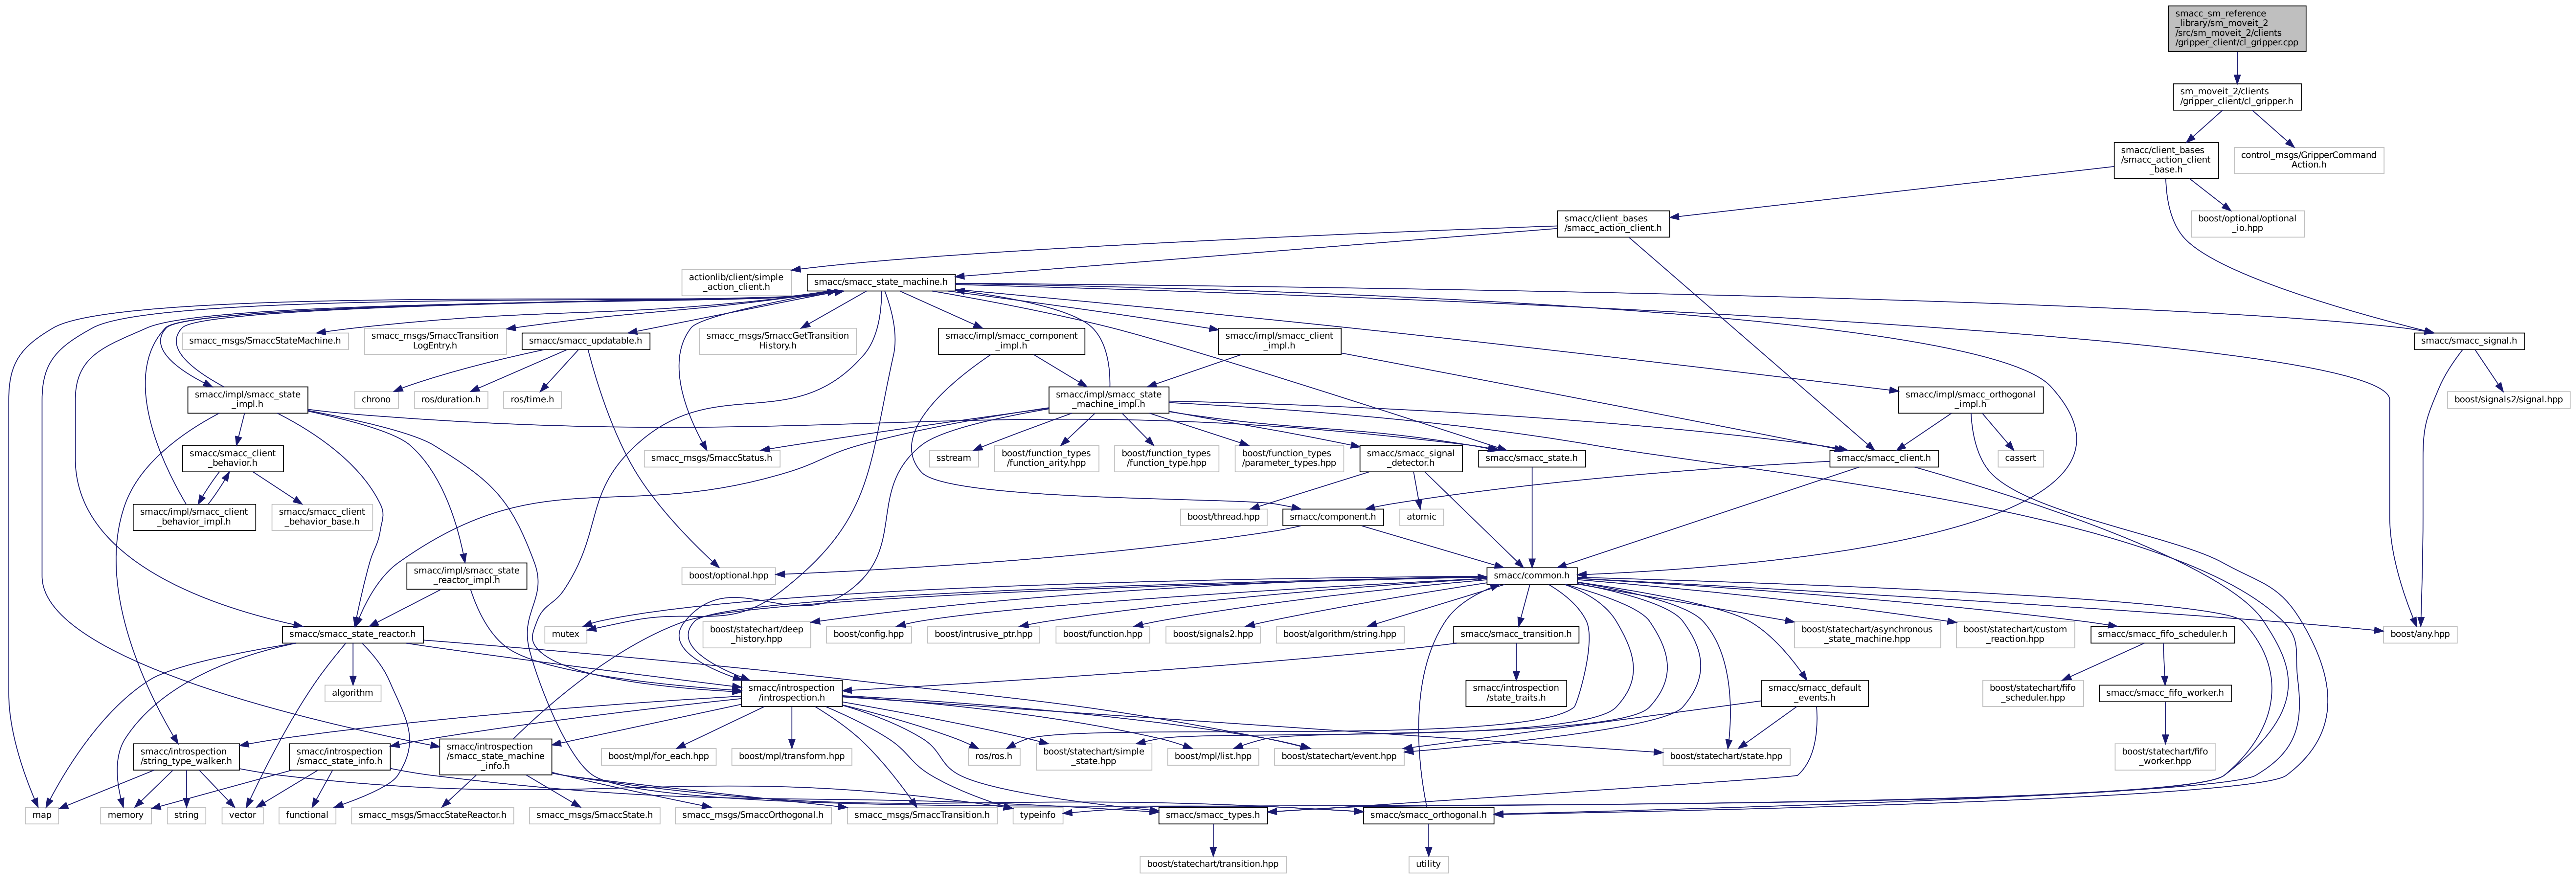 smacc_sm_reference
_library/sm_moveit_2
/src/sm_moveit_2/clients
/gripper_client/cl_gripper.cpp
sm_moveit_2/clients
/gripper_client/cl_gripper.h
smacc/client_bases
/smacc_action_client
_base.h
control_msgs/GripperCommand
Action.h
smacc/client_bases
/smacc_action_client.h
boost/optional/optional
_io.hpp
actionlib/client/simple
_action_client.h
smacc/smacc_state_machine.h
smacc_msgs/SmaccStateMachine.h
smacc_msgs/SmaccTransition
LogEntry.h
smacc/smacc_updatable.h
smacc_msgs/SmaccGetTransition
History.h
smacc/impl/smacc_component
_impl.h
smacc/impl/smacc_client
_impl.h
smacc/smacc_signal.h
smacc/impl/smacc_state
_impl.h
chrono
ros/duration.h
ros/time.h
smacc/impl/smacc_state
_machine_impl.h
smacc/impl/smacc_orthogonal
_impl.h
boost/signals2/signal.hpp
smacc/smacc_client
_behavior.h
smacc_msgs/SmaccStatus.h
sstream
boost/function_types
/function_arity.hpp
boost/function_types
/function_type.hpp
boost/function_types
/parameter_types.hpp
smacc/smacc_signal
_detector.h
smacc/smacc_state.h
smacc/smacc_client.h
cassert
smacc/impl/smacc_client
_behavior_impl.h
smacc/smacc_client
_behavior_base.h
boost/thread.hpp
smacc/component.h
atomic
smacc/impl/smacc_state
_reactor_impl.h
boost/optional.hpp
smacc/common.h
smacc/smacc_state_reactor.h
mutex
boost/statechart/deep
_history.hpp
boost/config.hpp
boost/intrusive_ptr.hpp
boost/function.hpp
boost/signals2.hpp
boost/algorithm/string.hpp
smacc/smacc_transition.h
boost/statechart/asynchronous
_state_machine.hpp
boost/statechart/custom
_reaction.hpp
smacc/smacc_fifo_scheduler.h
boost/any.hpp
algorithm
smacc/introspection
/introspection.h
smacc/introspection
/state_traits.h
smacc/smacc_default
_events.h
boost/statechart/fifo
_scheduler.hpp
smacc/smacc_fifo_worker.h
smacc/introspection
/string_type_walker.h
smacc/introspection
/smacc_state_info.h
smacc/introspection
/smacc_state_machine
_info.h
boost/mpl/for_each.hpp
boost/mpl/transform.hpp
ros/ros.h
boost/statechart/simple
_state.hpp
boost/mpl/list.hpp
boost/statechart/event.hpp
boost/statechart/state.hpp
boost/statechart/fifo
_worker.hpp
map
memory
string
vector
functional
smacc_msgs/SmaccStateReactor.h
smacc_msgs/SmaccState.h
smacc_msgs/SmaccOrthogonal.h
smacc_msgs/SmaccTransition.h
typeinfo
smacc/smacc_types.h
smacc/smacc_orthogonal.h
boost/statechart/transition.hpp
utility